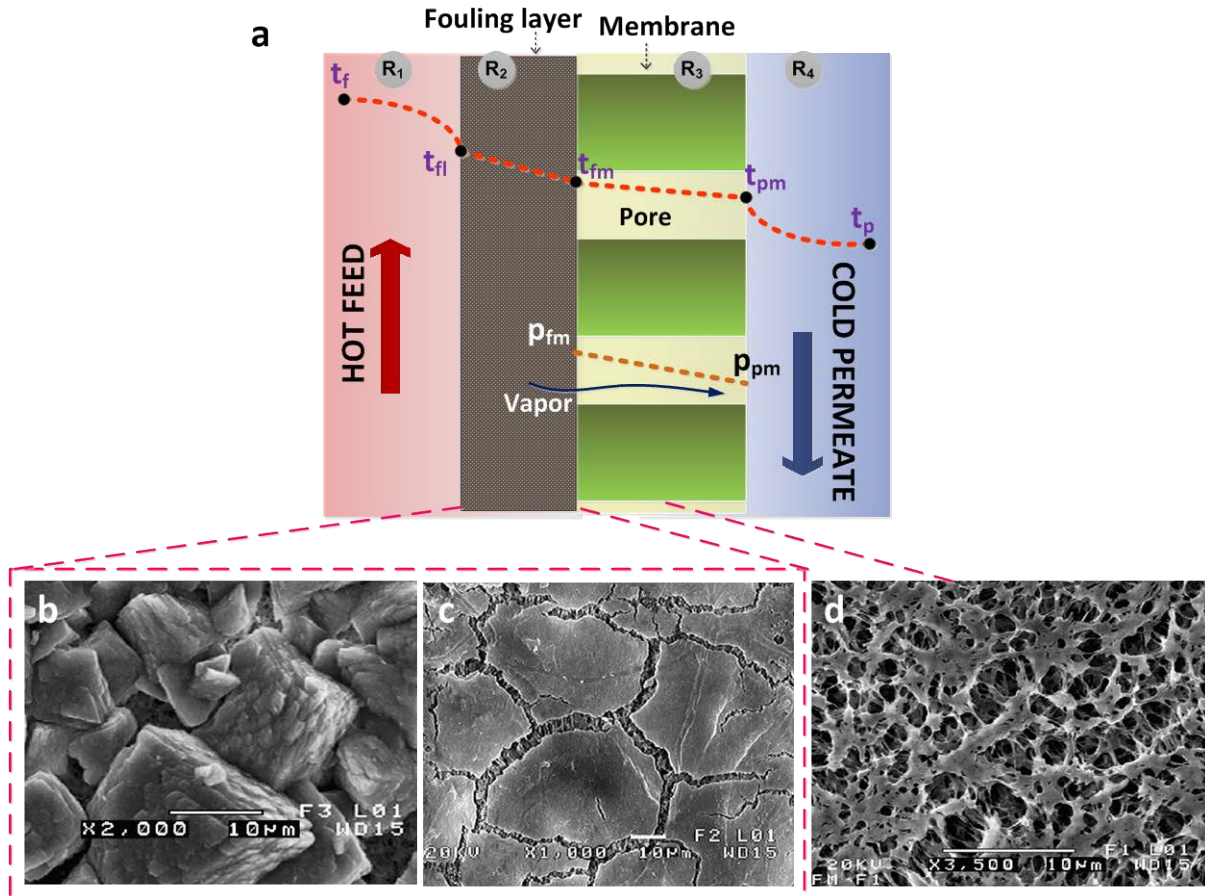 a
Fouling layer
Membrane
R1
R2
R3
R4
tf
tfl
tfm
tpm
tp
Pore
HOT FEED
COLD PERMEATE
pfm
ppm
Vapor
b
F3 L01
X2,000 10µm WD15
c
F2 L01
20KV X1,000 10µm WD15
d
F1 L01
20KV X3,500 10µm WD15
FM-F1